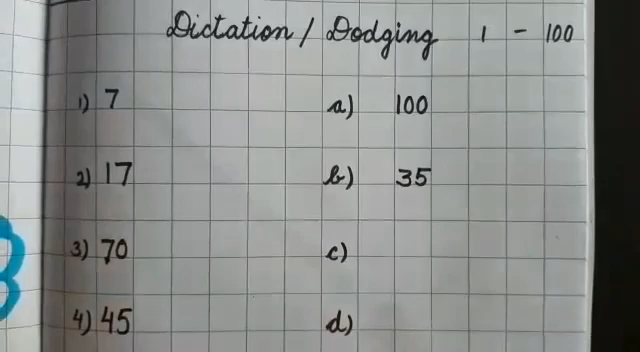 Dictation / Dodging 1 - 100
1) 7 a) 100
2) 17 b) 35
3) 70 c)
4) 45 d)